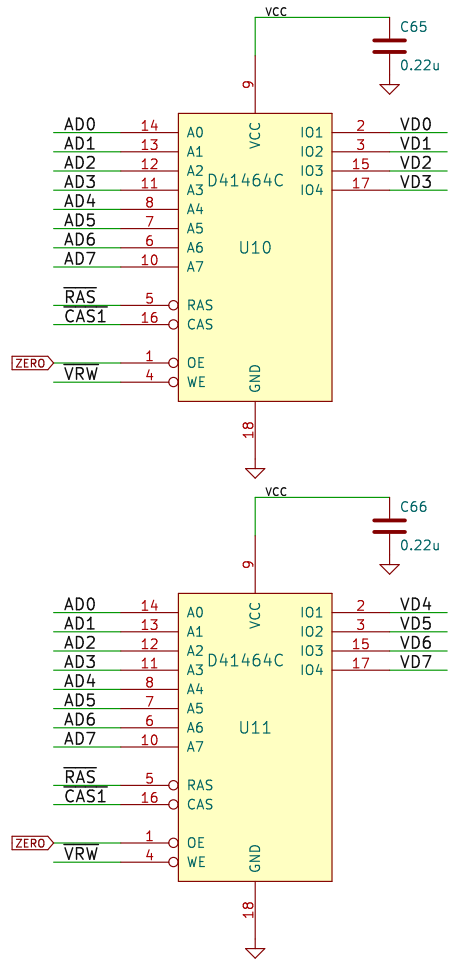 VCC
C65
0.22u
9
VCC
AD0 14 A0 IO1 2 VD0
AD1 13 A1 IO2 3 VD1
AD2 12 A2 IO3 15 VD2
AD3 11 A3 D41464C IO4 17 VD3
AD4 8 A4
AD5 7 A5
AD6 6 A6 U10
AD7 10 A7
RAS 5 RAS
CAS1 16 CAS
ZERO 1 OE
VRW 4 WE GND
18
VCC
C66
0.22u
9
VCC
AD0 14 A0 IO1 2 VD4
AD1 13 A1 IO2 3 VD5
AD2 12 A2 IO3 15 VD6
AD3 11 A3 D41464C IO4 17 VD7
AD4 8 A4
AD5 7 A5
AD6 6 A6 U11
AD7 10 A7
RAS 5 RAS
CAS1 16 CAS
ZERO 1 OE
VRW 4 WE GND
18